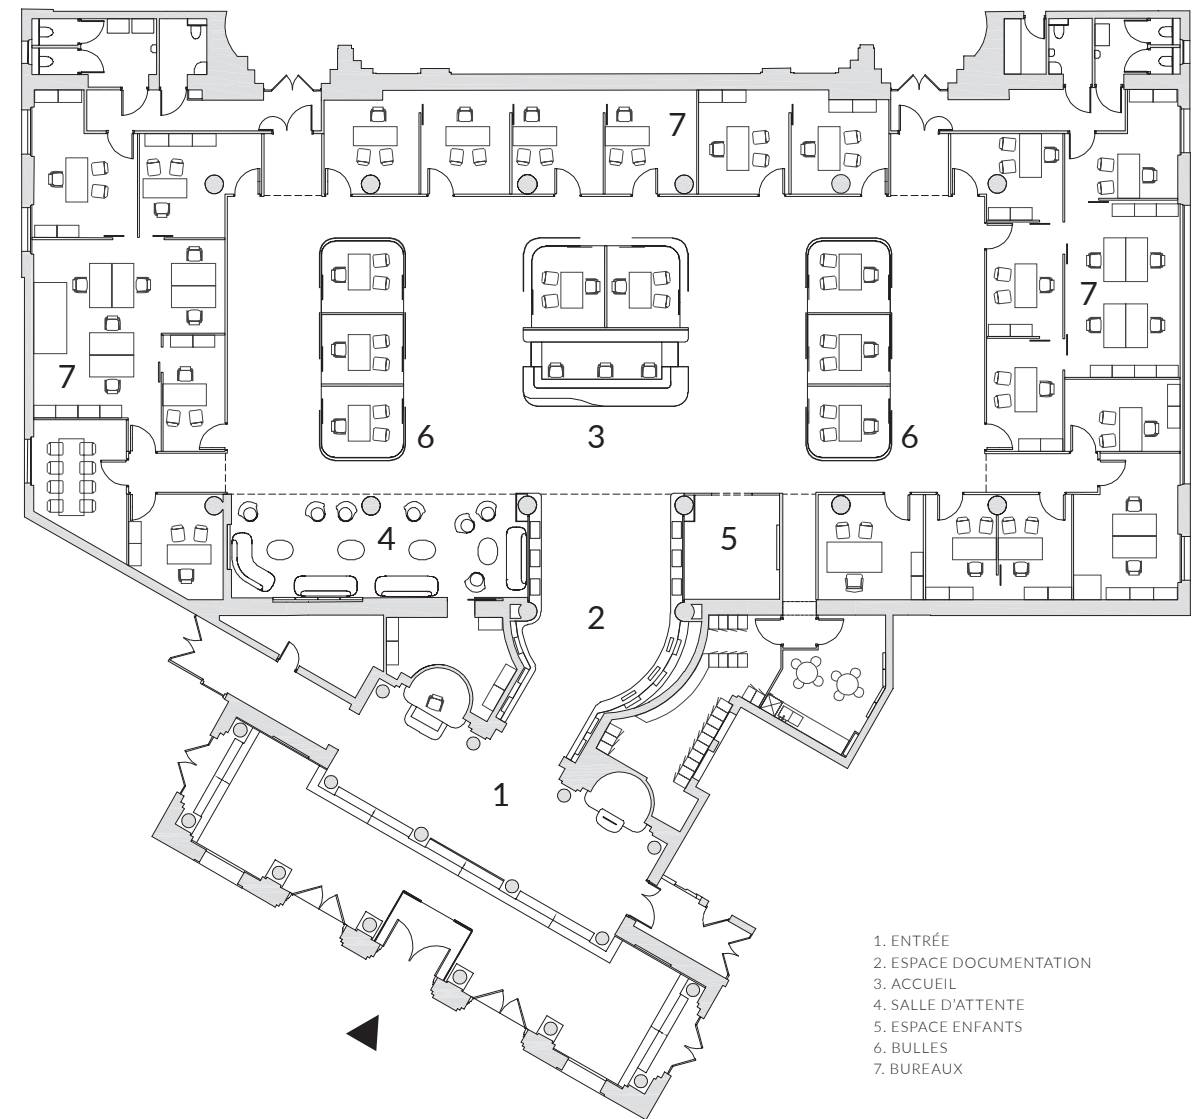 7
7
7
6
3
6
4
5
2
1
1. ENTRÉE
2. ESPACE DOCUMENTATION
3. ACCUEIL
4. SALLE D'ATTENTE
5. ESPACE ENFANTS
6. BULLES
7. BUREAUX